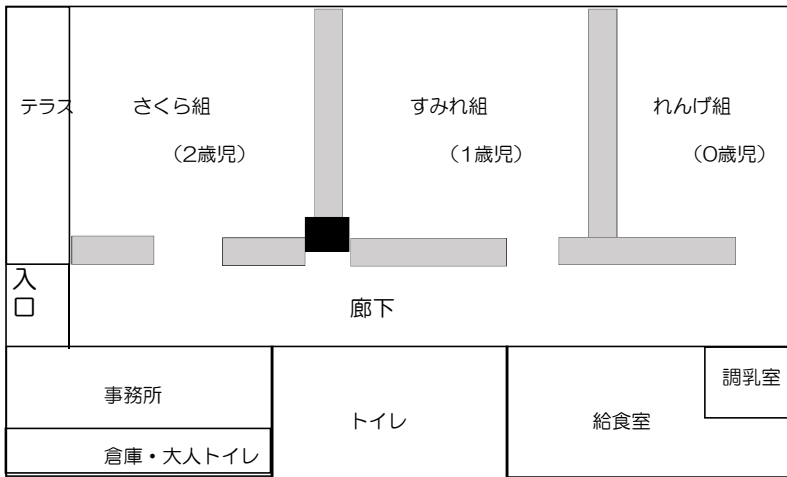 テラス
さくら組
（2歳児）
すみれ組
（1歳児）
れんげ組
（0歳児）
入
口
廊下
事務所
倉庫・大人トイレ
トイレ
給食室
調乳室